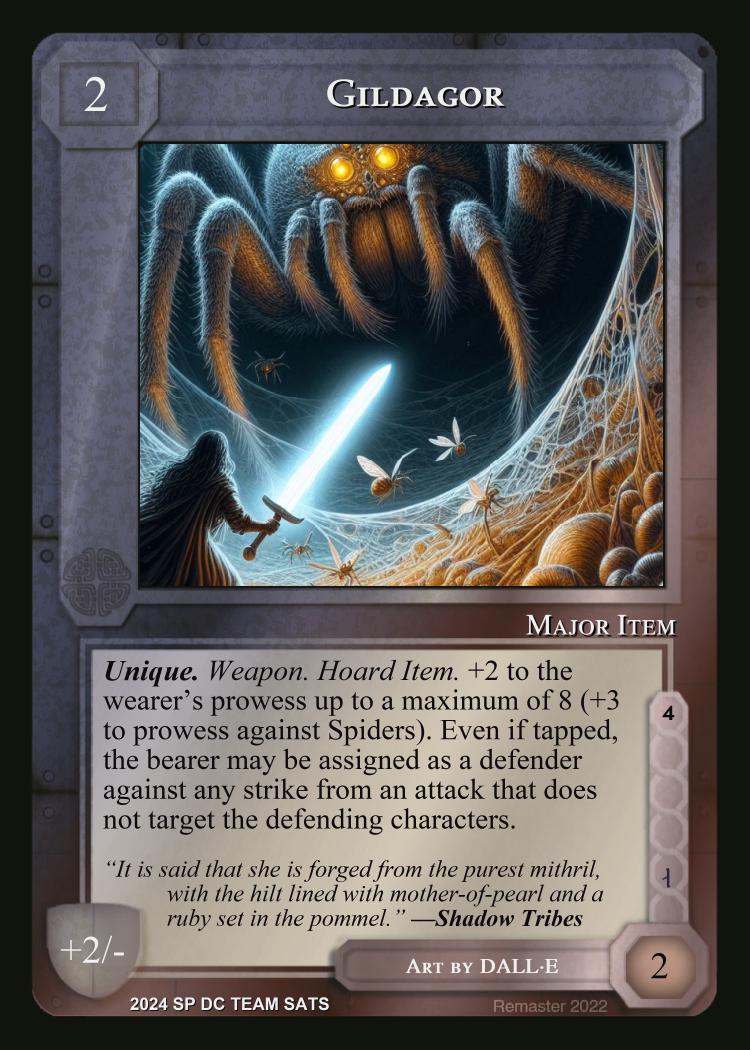 2
Gildagor
Major Item
Unique. Weapon. Hoard Item. +2 to the
wearer’s prowess up to a maximum of 8 (+3
to prowess against Spiders). Even if tapped,
the bearer may be assigned as a defender
against any strike from an attack that does
not target the defending characters.
4
“It is said that she is forged from the purest mithril,
with the hilt lined with mother-of-pearl and a
ruby set in the pommel.” —Shadow Tribes
+2/-
Art by DALL·E
2
2024 SP DC TEAM SATS
Remaster 2022